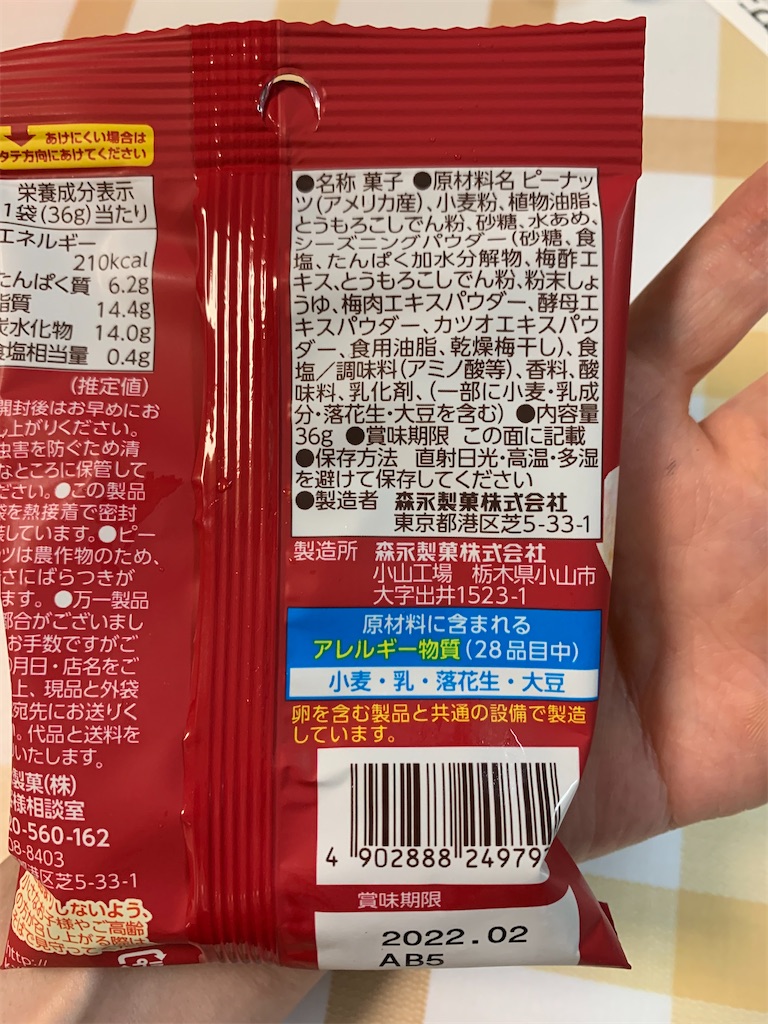 あけにくい場合は
タテ方向にあけてください
栄養成分表示
1袋(36g)当たり
エネルギー
210kcal
たんぱく質 6.2g
脂質 14.4g
炭水化物 14.0g
食塩相当量 0.4g
(推定値)
開封後はお早めにお
し上がりください。
虫害を防ぐため清
なところに保管して
ださい。●この製品
袋を熱接着で密封
しています。●ピー
ツは農作物のため、
さにばらつきが
ます。●万一製品
都合がございまし
お手数ですがご
月日・店名をご
上、現品と外袋
宛先にお送りく
。代品と送料を
いたします。
製菓(株)
様相談室
20-560-162
08-8403
港区芝5-33-1
しないよう、
様やご高齢
し上がる際は
見守って
http://
●名称 菓子 ●原材料名 ピーナッ
ツ(アメリカ産)、小麦粉、植物油脂、
とうもろこしでん粉、砂糖、水あめ、
シーズニングパウダー(砂糖、食
塩、たんぱく加水分解物、梅酢エ
キス、とうもろこしでん粉、粉末しょ
うゆ、梅肉エキスパウダー、酵母エ
キスパウダー、カツオエキスパウ
ダー、食用油脂、乾燥梅干し)、食
塩/調味料(アミノ酸等)、香料、酸
味料、乳化剤、(一部に小麦・乳成
分・落花生・大豆を含む) ●内容量
36g ●賞味期限 この面に記載
●保存方法 直射日光・高温・多湿
を避けて保存してください
●製造者 森永製菓株式会社
東京都港区芝5-33-1
製造所 森永製菓株式会社
小山工場 栃木県小山市
大字出井1523-1
原材料に含まれる
アレルギー物質(28品目中)
小麦・乳・落花生・大豆
卵を含む製品と共通の設備で製造
しています。
4 902888 249792
賞味期限
2022.02
AB5